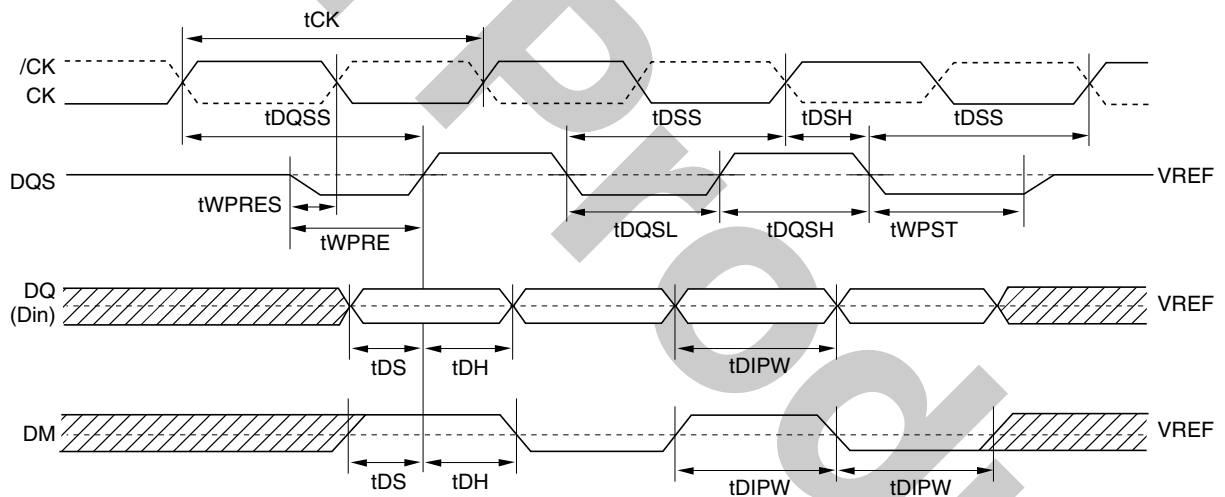 tCK
/CK
CK
tDQSS
tDSS
tDSH
tDSS
DQS
VREF
tWPRES
tWPRE
tDQSL
tDQSH
tWPST
DQ
(Din)
VREF
tDS
tDH
tDIPW
DM
VREF
tDS
tDH
tDIPW
tDIPW
Prod